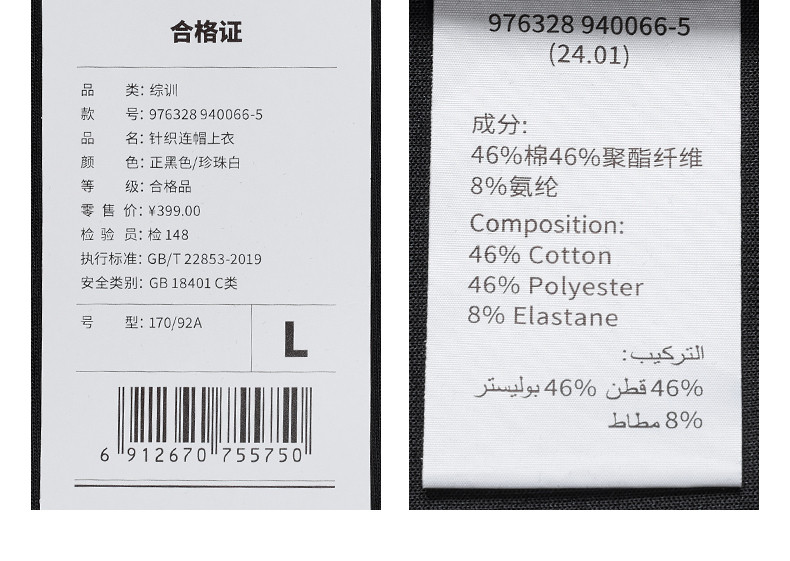 合格证
品 类: 综训
款 号: 976328 940066-5
品 名: 针织连帽上衣
颜 色: 正黑色/珍珠白
等 级: 合格品
零 售 价: ¥399.00
检 验 员: 检 148
执行标准: GB/T 22853-2019
安全类别: GB 18401 C类
号 型: 170/92A
L
6 912670 755750
976328 940066-5
(24.01)
成分:
46%棉46%聚酯纤维
8%氨纶
Composition:
46% Cotton
46% Polyester
8% Elastane
التركيب:
46% قطن 46% بوليستر
8% مطاط